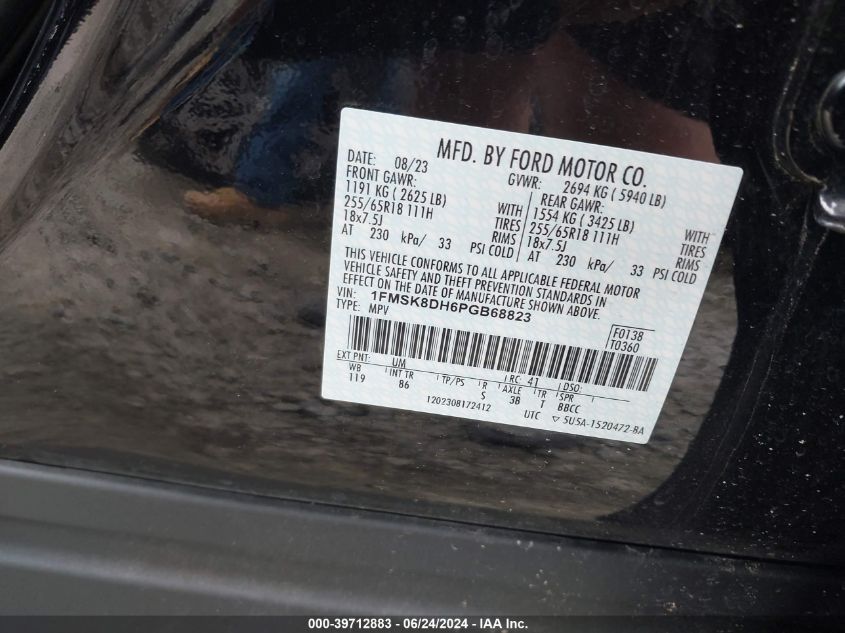 MFD. BY FORD MOTOR CO.
DATE: 08/23 GVWR: 2694 KG ( 5940 LB)
FRONT GAWR: REAR GAWR:
1191 KG ( 2625 LB) WITH 1554 KG ( 3425 LB) WITH
255/65R18 111H TIRES 255/65R18 111H TIRES
18x7.5J RIMS 18x7.5J RIMS
AT 230 kPa/ 33 PSI COLD AT 230 kPa/ 33 PSI COLD
THIS VEHICLE CONFORMS TO ALL APPLICABLE FEDERAL MOTOR
VEHICLE SAFETY AND THEFT PREVENTION STANDARDS IN
EFFECT ON THE DATE OF MANUFACTURE SHOWN ABOVE.
VIN: 1FMSK8DH6PGB68823
TYPE: MPV
F0138
T0360
EXT PNT: UM RC: 41 DSO:
WB INT TR TP/PS R AXLE TR SPR
119 86 S 3B T BBCC
1202308172412 UTC ▽ 5U5A-1520472-BA
000-39712883 - 06/24/2024 - IAA Inc.